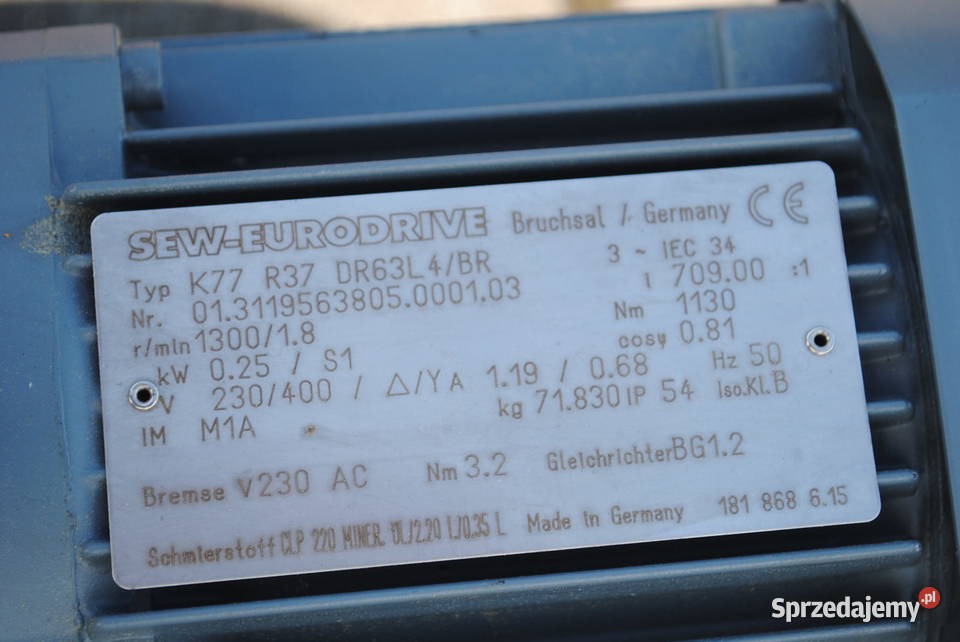 SEW-EURODRIVE Bruchsal / Germany CE
Typ K77 R37 DR63L4/BR 3 ~ IEC 34
Nr. 01.3119563805.0001.03 i 709.00 :1
r/min 1300/1.8 Nm 1130
kW 0.25 / S1 cosφ 0.81
V 230/400 / △/Y A 1.19 / 0.68 Hz 50
IM M1A kg 71.830 IP 54 Iso.Kl. B
Bremse V 230 AC Nm 3.2 Gleichrichter BG1.2
Schmierstoff CLP 220 MINER. ÖL/2.20 L/0.35 L Made in Germany 181 868 6.15
Sprzedajemy.pl